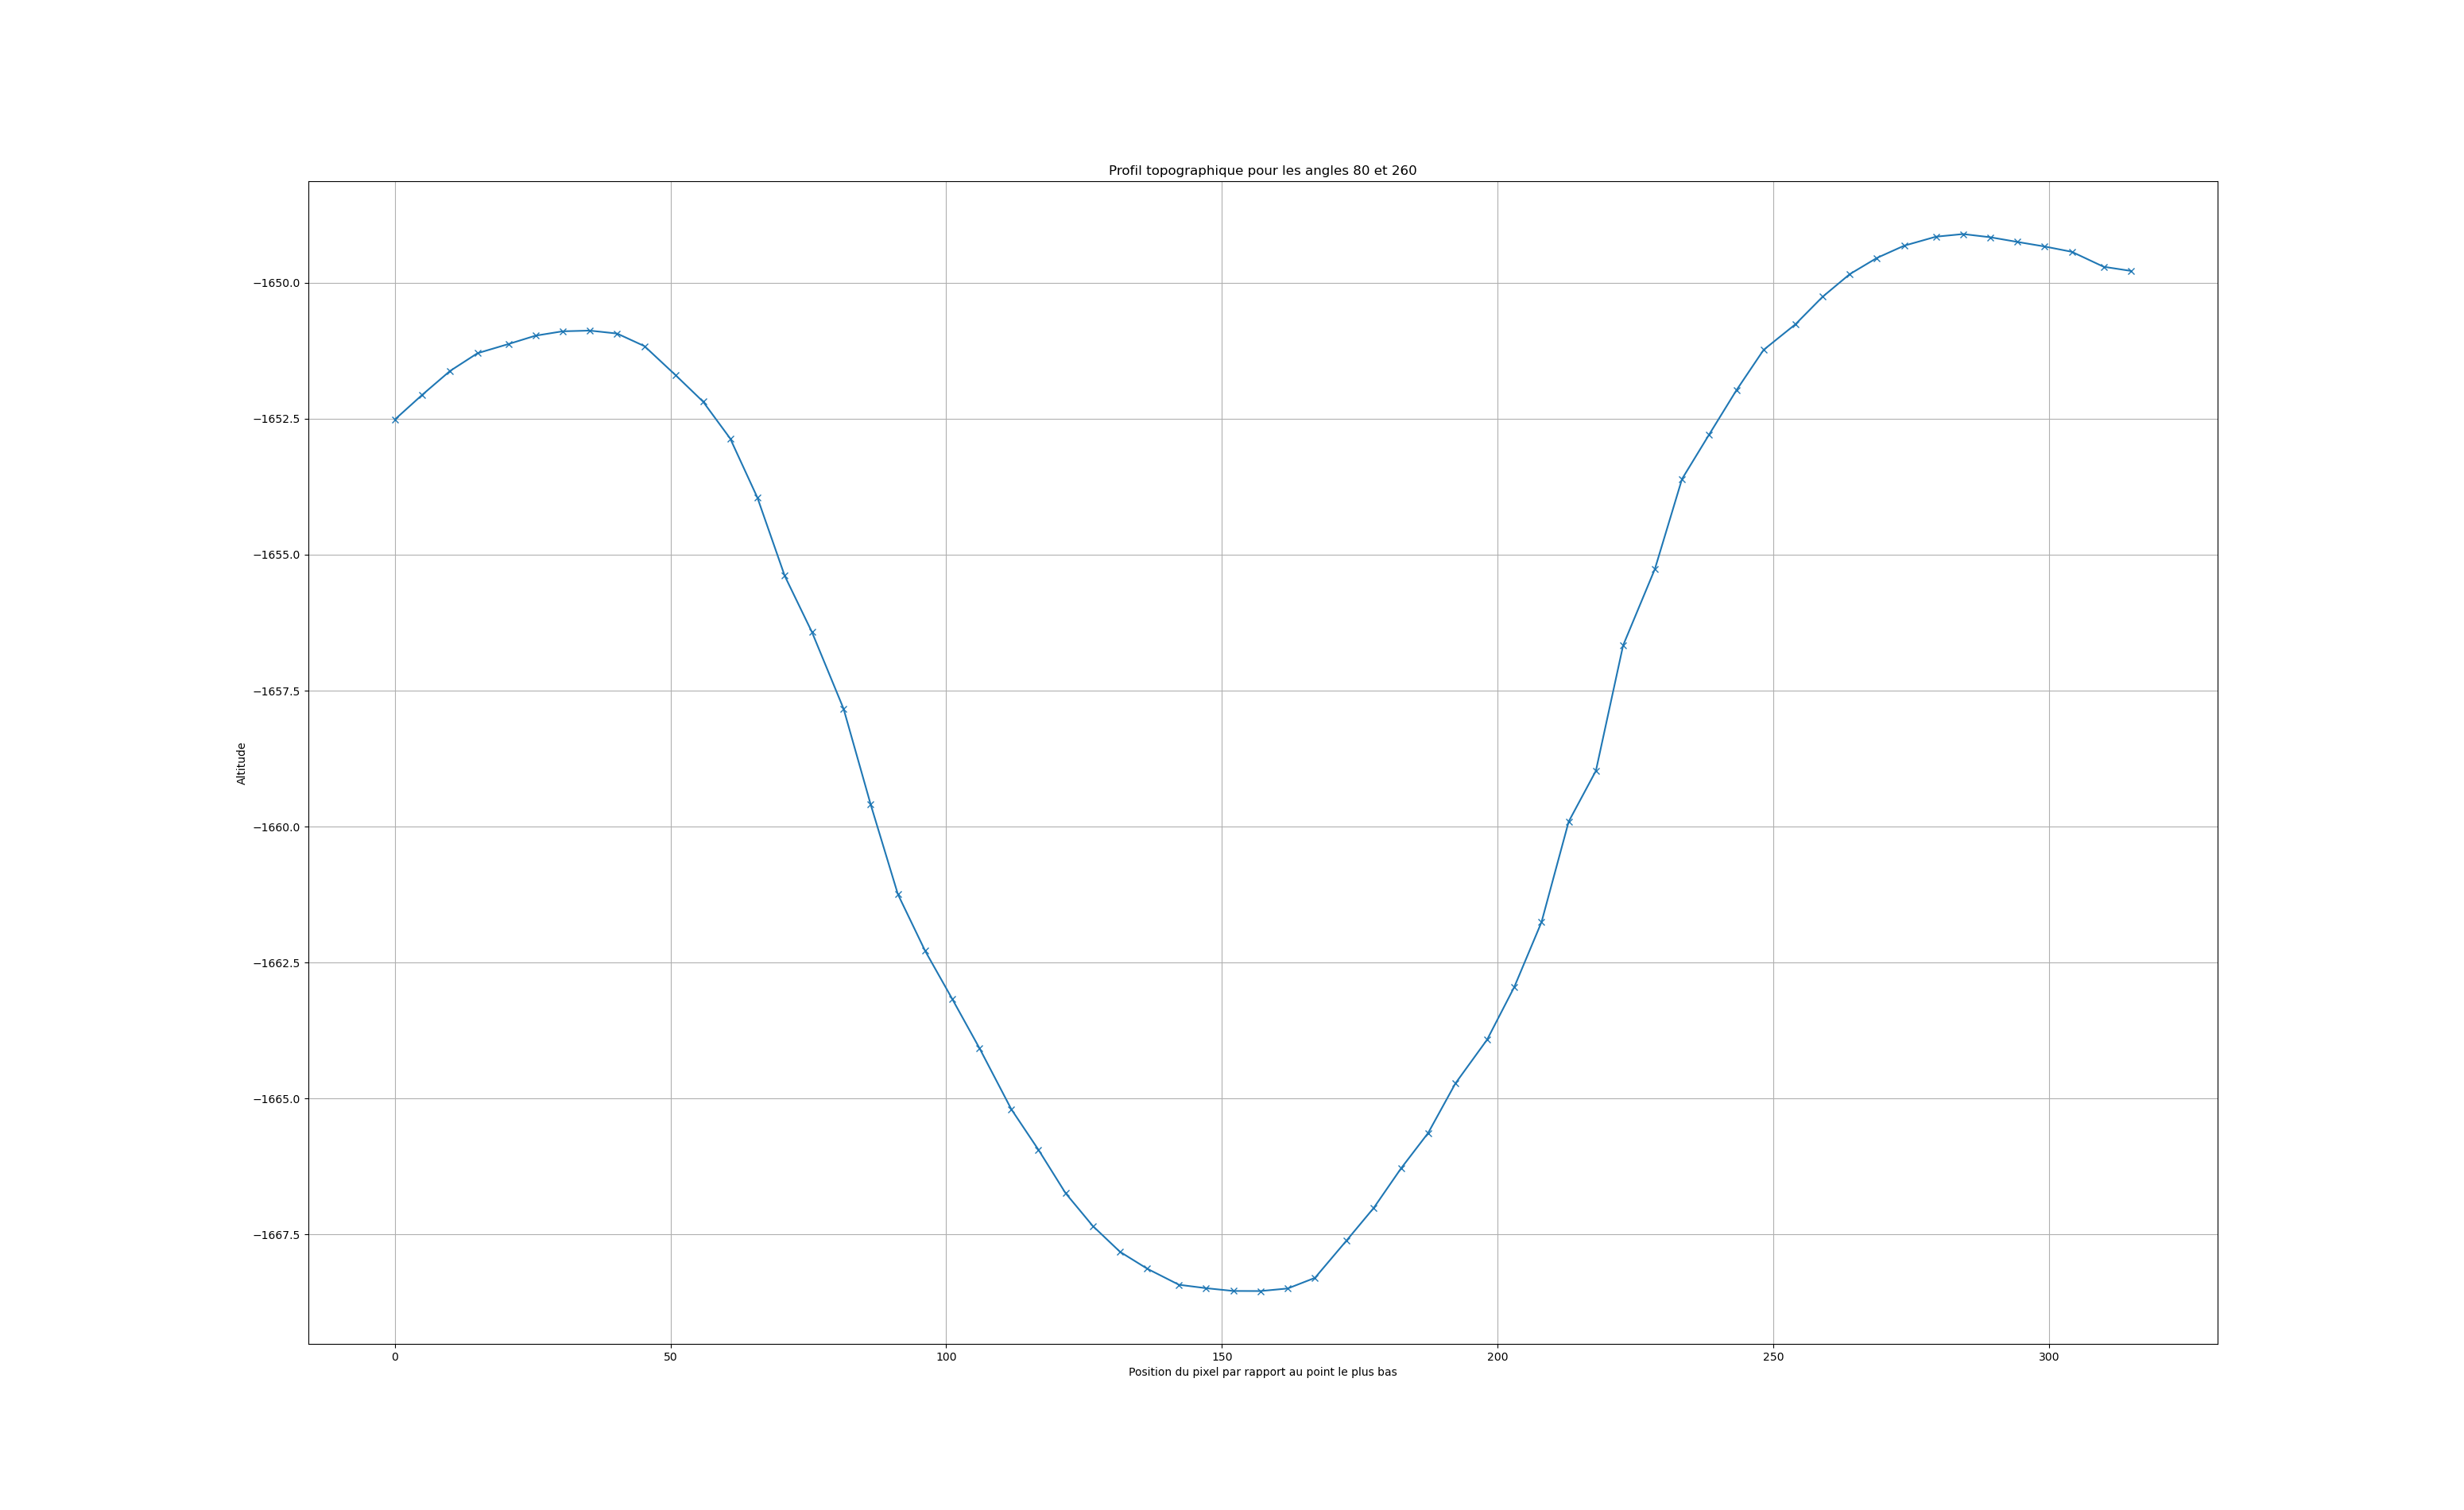 Profil topographique pour les angles 80 et 260
Altitude
−1650.0
−1652.5
−1655.0
−1657.5
−1660.0
−1662.5
−1665.0
−1667.5
0 50 100 150 200 250 300
Position du pixel par rapport au point le plus bas